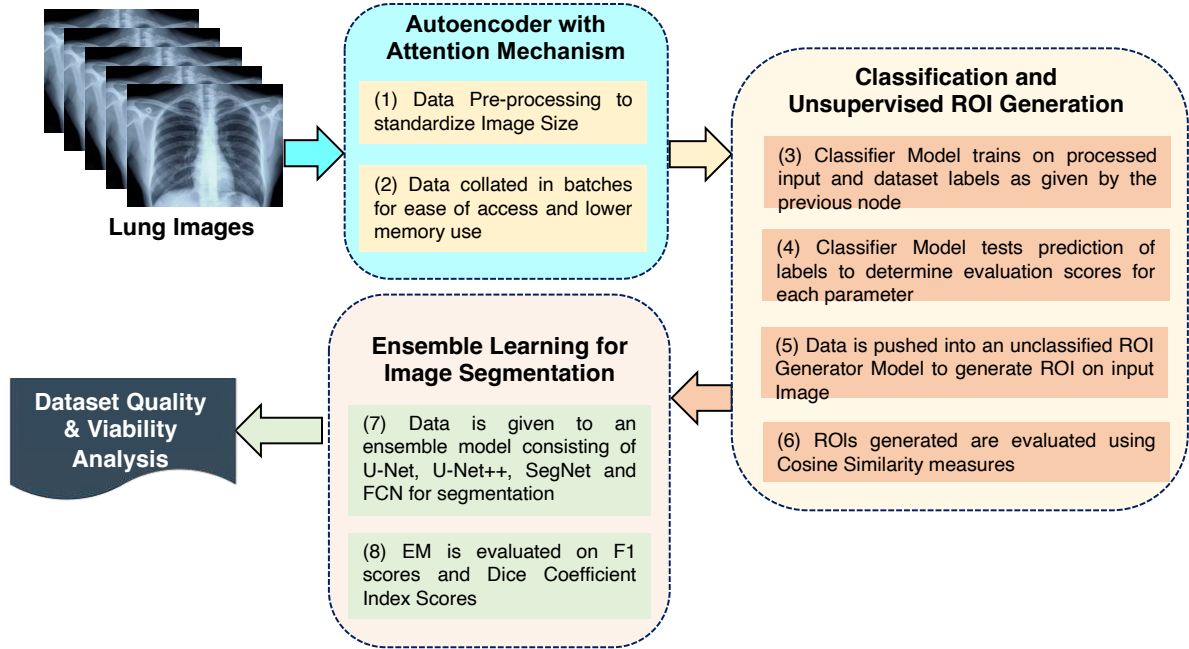 Lung Images
Autoencoder with
Attention Mechanism
(1) Data Pre-processing to
standardize Image Size
(2) Data collated in batches
for ease of access and lower
memory use
Classification and
Unsupervised ROI Generation
(3) Classifier Model trains on processed
input and dataset labels as given by the
previous node
(4) Classifier Model tests prediction of
labels to determine evaluation scores for
each parameter
(5) Data is pushed into an unclassified ROI
Generator Model to generate ROI on input
Image
(6) ROIs generated are evaluated using
Cosine Similarity measures
Ensemble Learning for
Image Segmentation
(7) Data is given to an
ensemble model consisting of
U-Net, U-Net++, SegNet and
FCN for segmentation
(8) EM is evaluated on F1
scores and Dice Coefficient
Index Scores
Dataset Quality
& Viability
Analysis